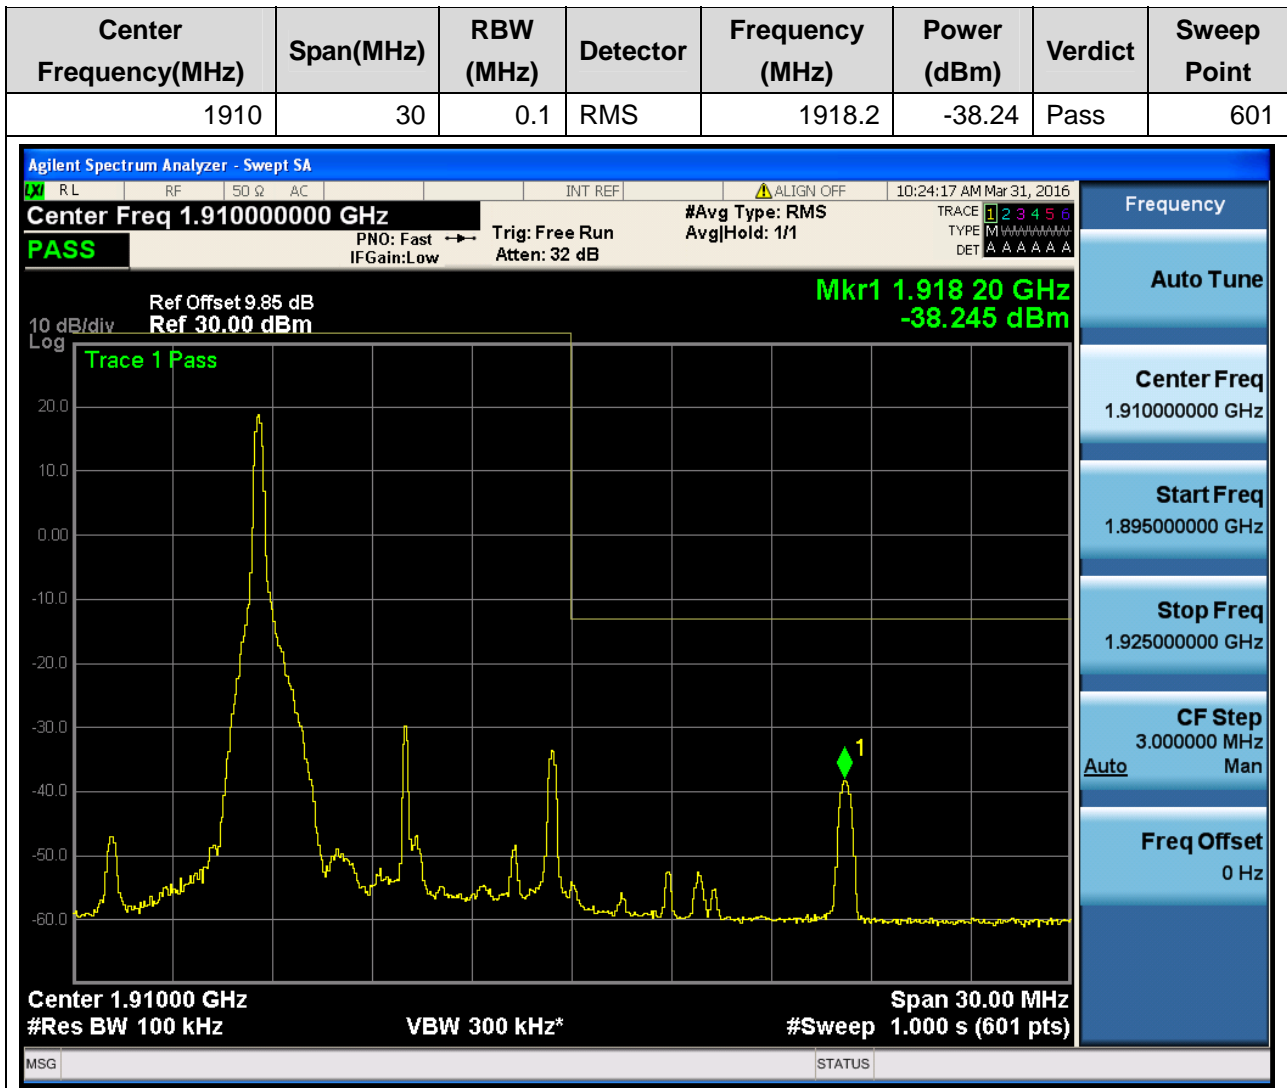 Center Frequency(MHz) Span(MHz) RBW (MHz) Detector Frequency (MHz) Power (dBm) Verdict Sweep Point
1910 30 0.1 RMS 1918.2 -38.24 Pass 601
Agilent Spectrum Analyzer - Swept SA
LXI RL RF 50 Ω AC INT REF ALIGN OFF 10:24:17 AM Mar 31, 2016
Center Freq 1.910000000 GHz
PASS
PNO: Fast
IFGain:Low
Trig: Free Run
Atten: 32 dB
#Avg Type: RMS
Avg|Hold: 1/1
TRACE 1 2 3 4 5 6
TYPE M WWWWW
DET A A A A A A
Mkr1 1.918 20 GHz
-38.245 dBm
Ref Offset 9.85 dB
10 dB/div Ref 30.00 dBm
Log
Trace 1 Pass
20.0
10.0
0.00
-10.0
-20.0
-30.0
1
-40.0
-50.0
-60.0
Center 1.91000 GHz Span 30.00 MHz
#Res BW 100 kHz VBW 300 kHz* #Sweep 1.000 s (601 pts)
MSG STATUS
Frequency
Auto Tune
Center Freq
1.910000000 GHz
Start Freq
1.895000000 GHz
Stop Freq
1.925000000 GHz
CF Step
3.000000 MHz
Auto Man
Freq Offset
0 Hz